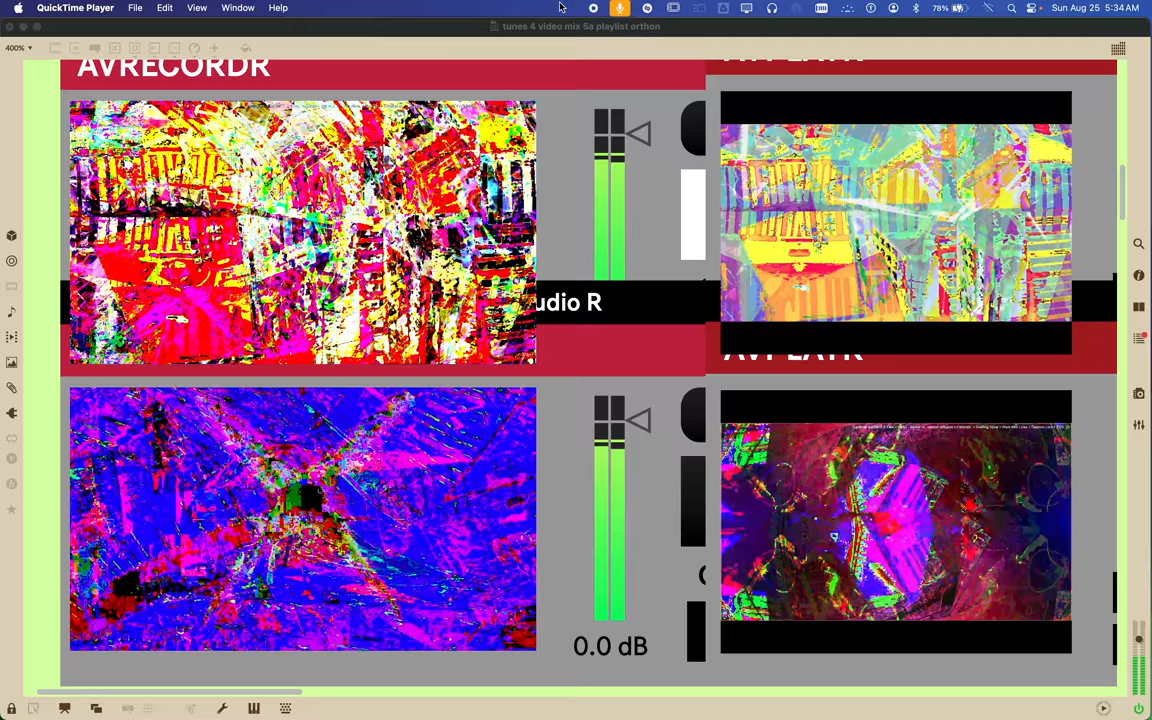 QuickTime Player File Edit View Window Help 78% Sun Aug 25 5:34 AM
tunes 4 video mix 5a playlist orthon
400%
AVRECORDR
udio R
AVPLAYR
0.0 dB